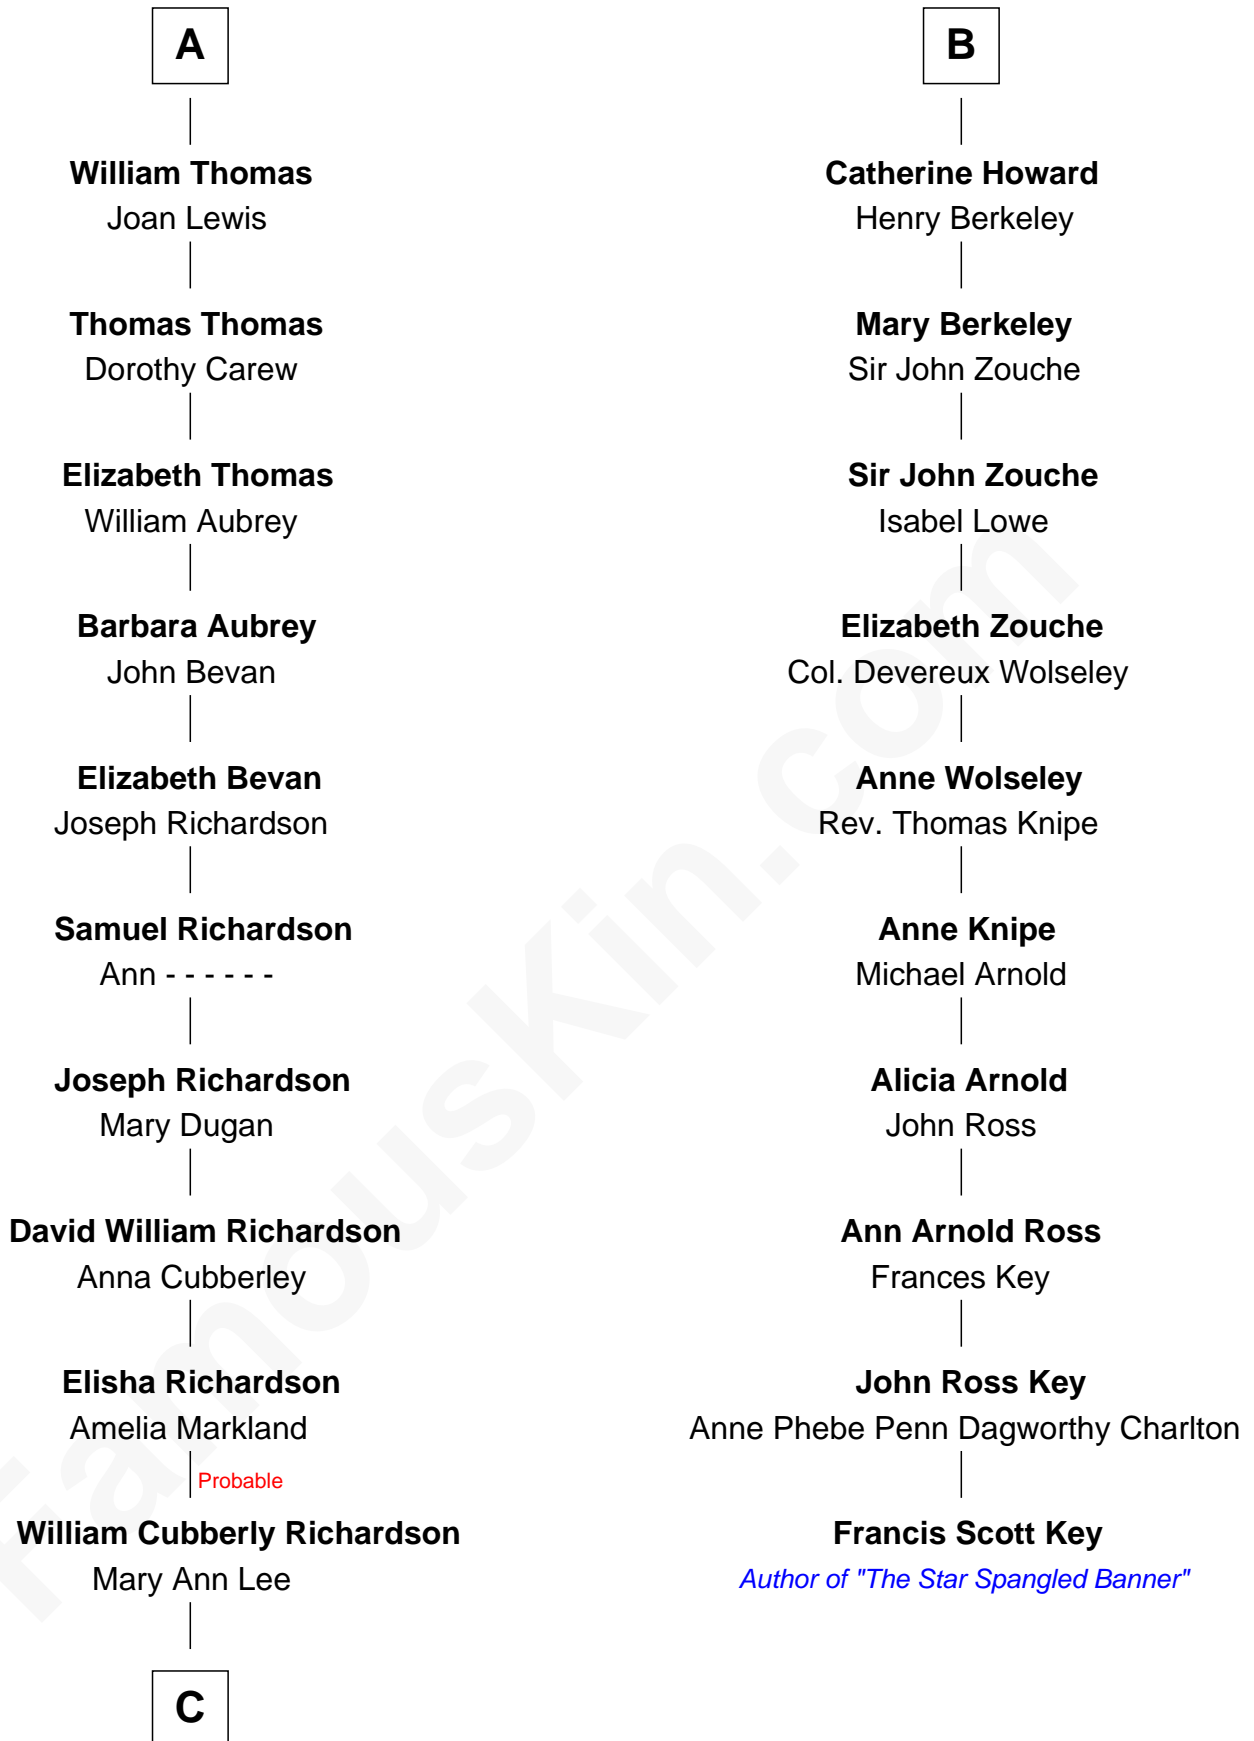 A
William Thomas
Joan Lewis
Thomas Thomas
Dorothy Carew
Elizabeth Thomas
William Aubrey
Barbara Aubrey
John Bevan
Elizabeth Bevan
Joseph Richardson
Samuel Richardson
Ann - - - - - -
Joseph Richardson
Mary Dugan
David William Richardson
Anna Cubberley
Elisha Richardson
Amelia Markland
Probable
William Cubberly Richardson
Mary Ann Lee
C
B
Catherine Howard
Henry Berkeley
Mary Berkeley
Sir John Zouche
Sir John Zouche
Isabel Lowe
Elizabeth Zouche
Col. Devereux Wolseley
Anne Wolseley
Rev. Thomas Knipe
Anne Knipe
Michael Arnold
Alicia Arnold
John Ross
Ann Arnold Ross
Frances Key
John Ross Key
Anne Phebe Penn Dagworthy Charlton
Francis Scott Key
Author of "The Star Spangled Banner"
FamousKin.com